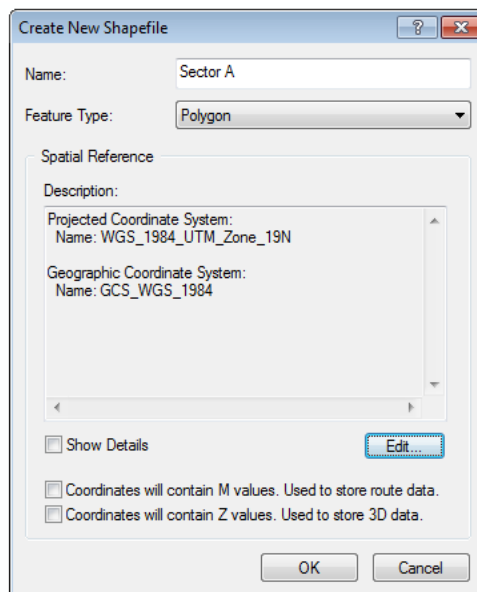 Create New Shapefile
Name:
Sector A
Feature Type:
Polygon
Spatial Reference
Description:
Projected Coordinate System:
Name: WGS_1984_UTM_Zone_19N
Geographic Coordinate System:
Name: GCS_WGS_1984
Show Details
Edit...
Coordinates will contain M values. Used to store route data.
Coordinates will contain Z values. Used to store 3D data.
OK
Cancel